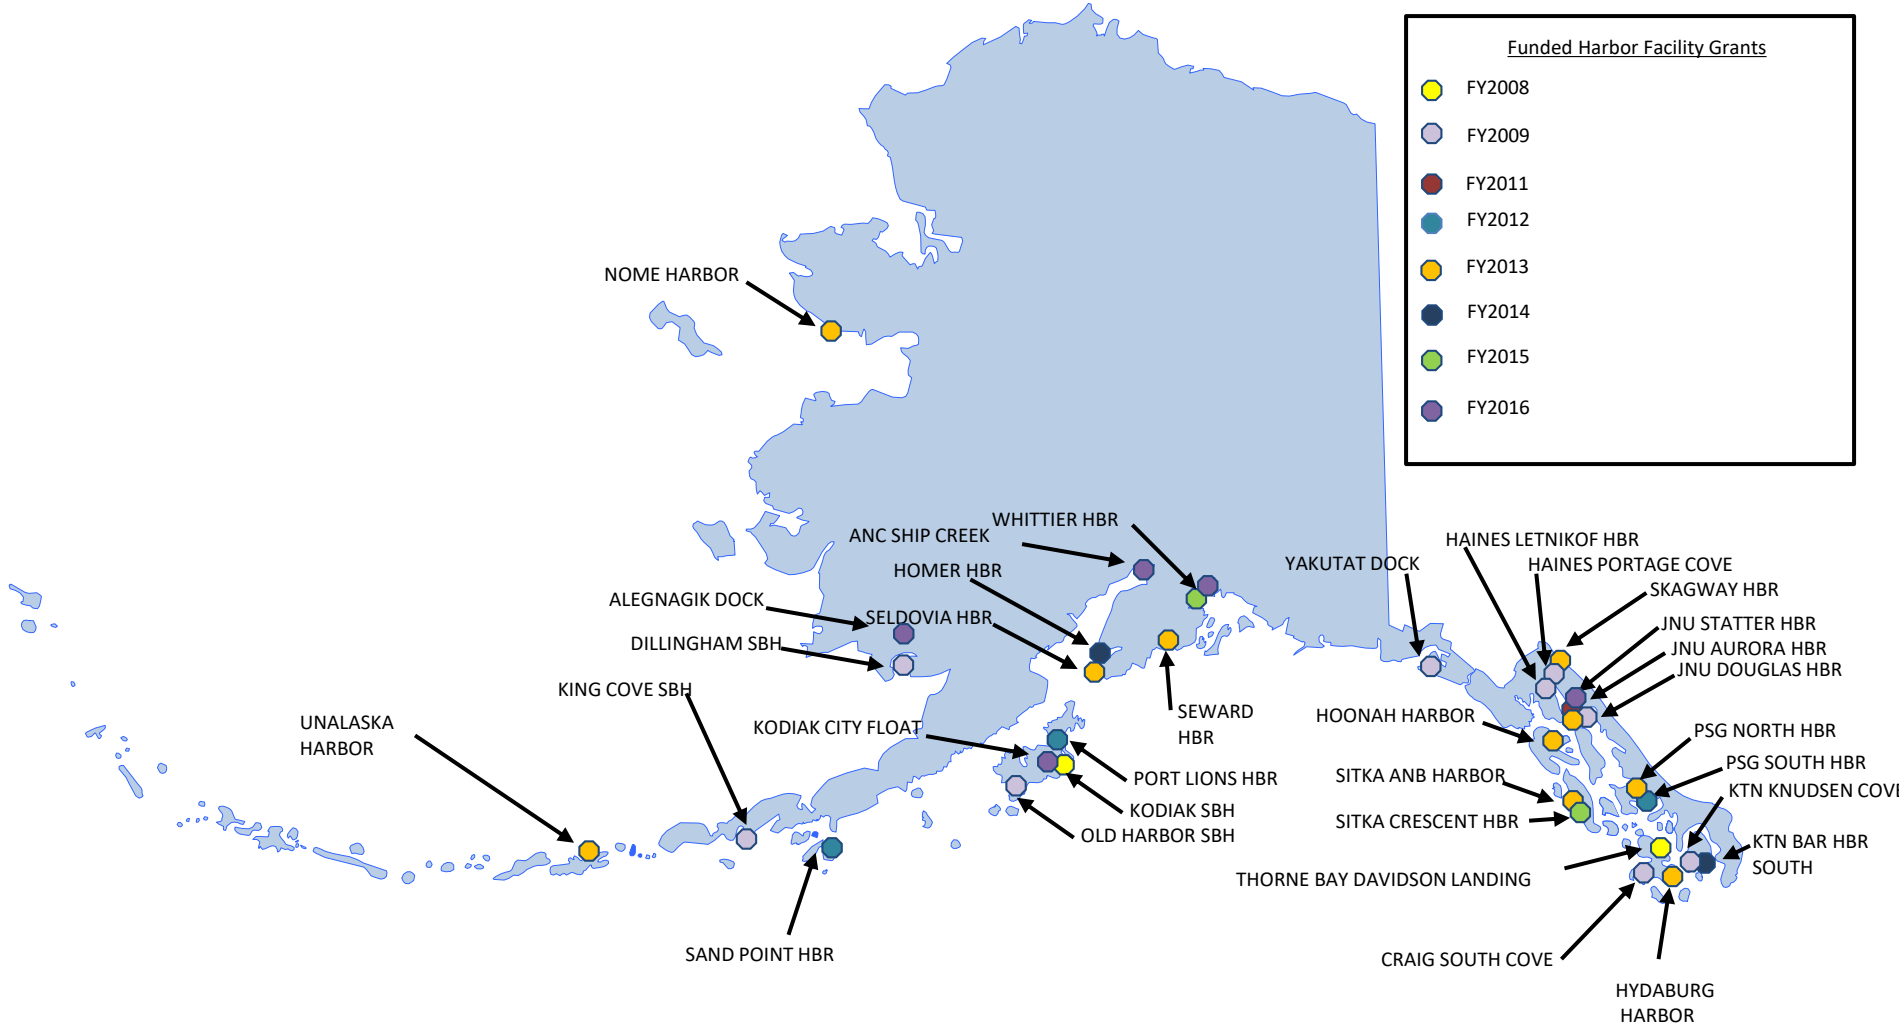 Funded Harbor Facility Grants
FY2008
FY2009
FY2011
FY2012
FY2013
FY2014
FY2015
FY2016
NOME HARBOR
WHITTIER HBR
ANC SHIP CREEK
HOMER HBR
ALEGNAGIK DOCK
SELDOVIA HBR
DILLINGHAM SBH
KING COVE SBH
KODIAK CITY FLOAT
UNALASKA
HARBOR
SEWARD
HBR
PORT LIONS HBR
KODIAK SBH
OLD HARBOR SBH
SAND POINT HBR
YAKUTAT DOCK
HAINES LETNIKOF HBR
HAINES PORTAGE COVE
SKAGWAY HBR
JNU STATTER HBR
JNU AURORA HBR
JNU DOUGLAS HBR
HOONAH HARBOR
PSG NORTH HBR
PSG SOUTH HBR
SITKA ANB HARBOR
KTN KNUDSEN COVE
SITKA CRESCENT HBR
KTN BAR HBR
SOUTH
THORNE BAY DAVIDSON LANDING
CRAIG SOUTH COVE
HYDABURG
HARBOR